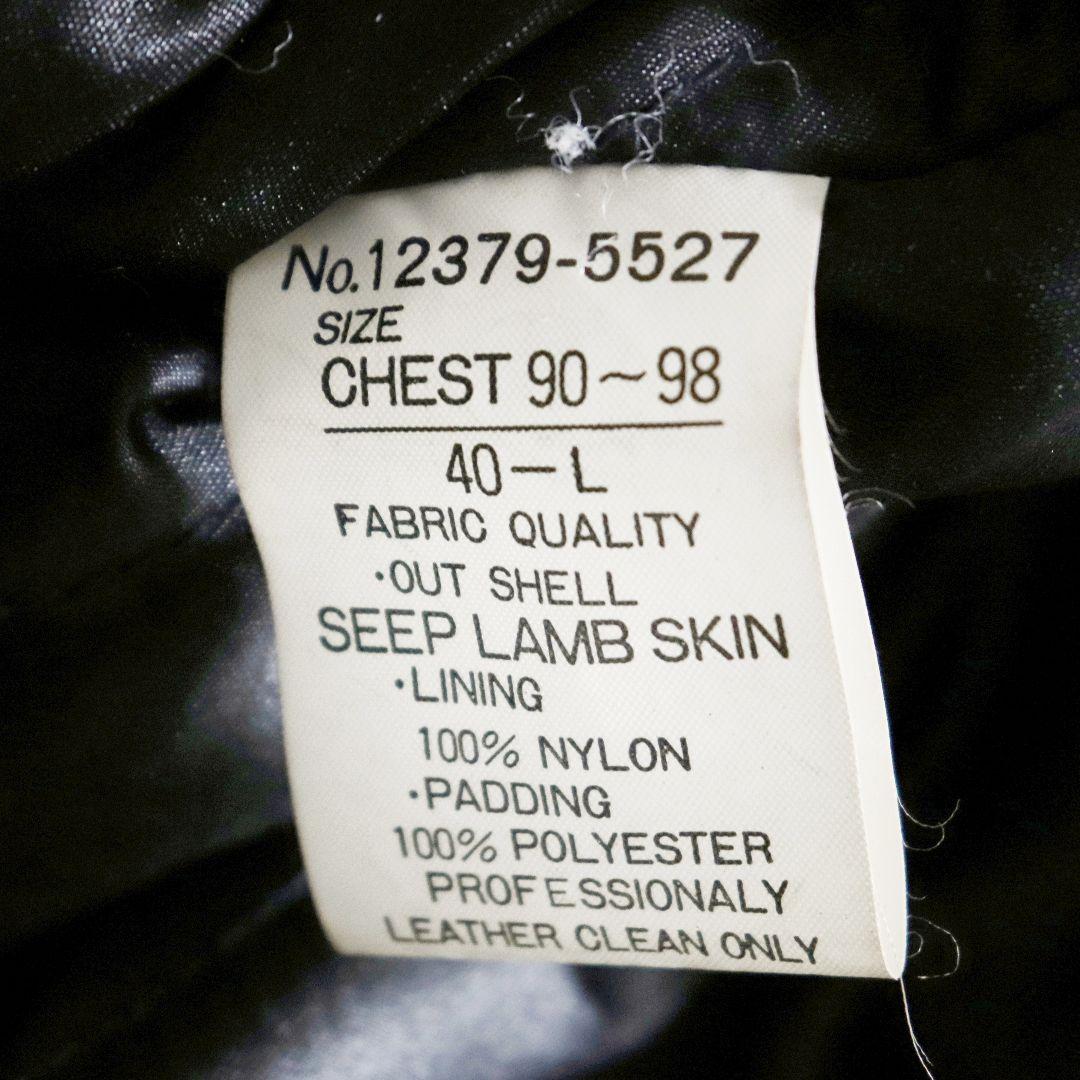 No.12379-5527
SIZE
CHEST 90~98
40-L
FABRIC QUALITY
·OUT SHELL
SEEP LAMB SKIN
·LINING
100% NYLON
·PADDING
100% POLYESTER
PROFESSIONALY
LEATHER CLEAN ONLY